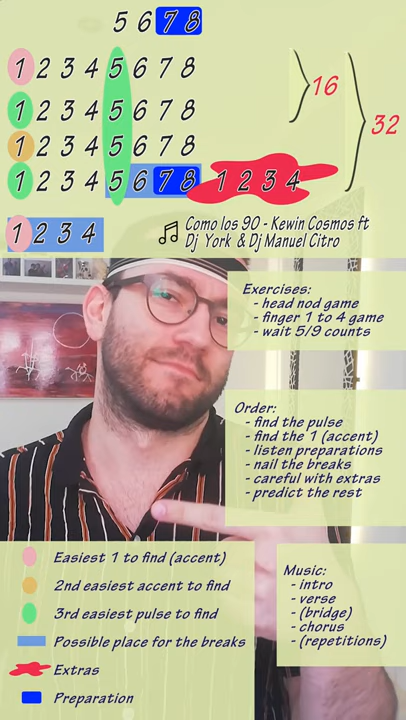 5 6 7 8
1 2 3 4 5 6 7 8
16
1 2 3 4 5 6 7 8
1 2 3 4 5 6 7 8
32
1 2 3 4 5 6 7 8 1 2 3 4
1 2 3 4
Como los 90 - Kewin Cosmos ft
Dj York & Dj Manuel Citro
Exercises:
- head nod game
- finger 1 to 4 game
- wait 5/9 counts
Order:
- find the pulse
- find the 1 (accent)
- listen preparations
- nail the breaks
- careful with extras
- predict the rest
Easiest 1 to find (accent)
2nd easiest accent to find
3rd easiest pulse to find
Possible place for the breaks
Extras
Preparation
Music:
- intro
- verse
- (bridge)
- chorus
- (repetitions)